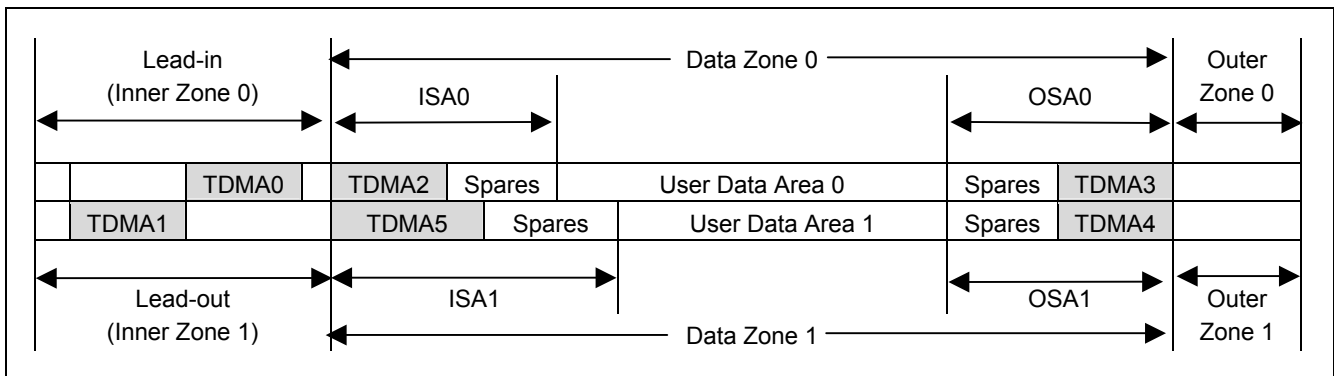 Lead-in
(Inner Zone 0)
Data Zone 0
Outer
Zone 0
ISA0
OSA0
TDMA0
TDMA2
Spares
User Data Area 0
Spares
TDMA3
TDMA1
TDMA5
Spares
User Data Area 1
Spares
TDMA4
Lead-out
(Inner Zone 1)
ISA1
OSA1
Outer
Zone 1
Data Zone 1